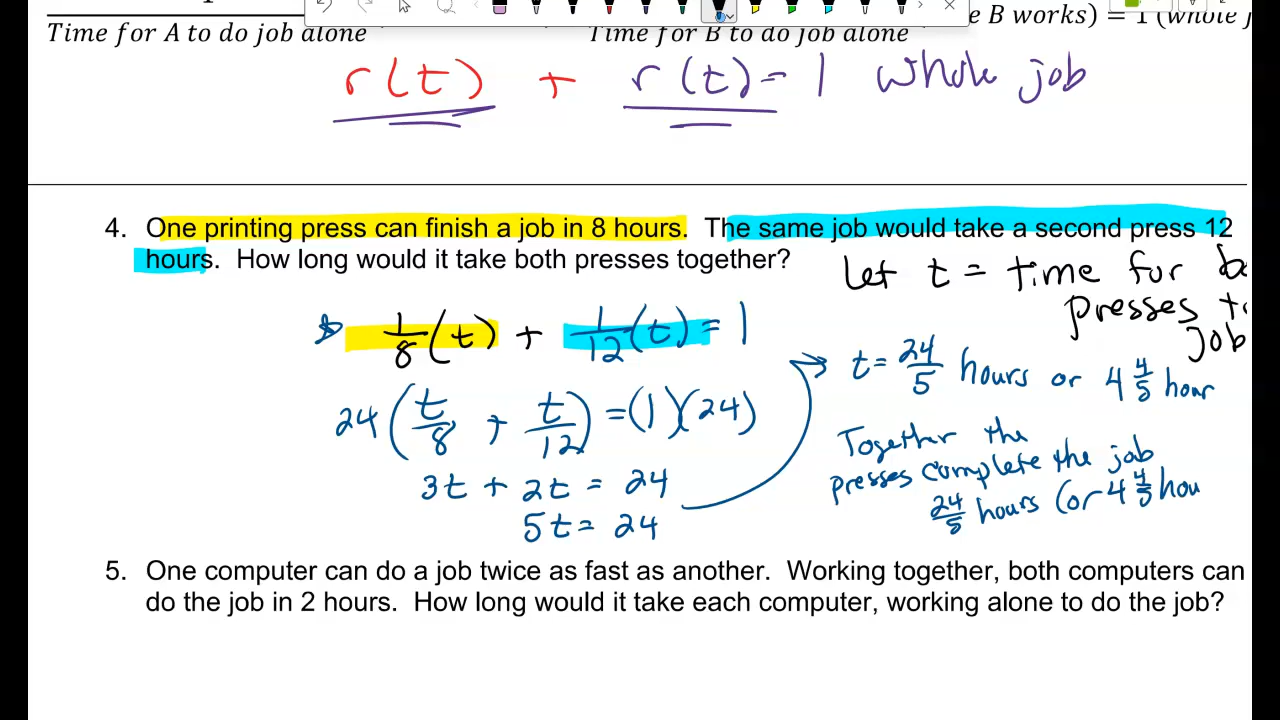 Time for A to do job alone
Time for B to do job alone
e B works) = 1 (whole j
r(t) + r(t) = 1 whole job
4. One printing press can finish a job in 8 hours. The same job would take a second press 12
hours. How long would it take both presses together?
Let t = time for b
presses t
job
1/8 (t) + 1/12 (t) = 1
24 (t/8 + t/12) = (1)(24)
3t + 2t = 24
5t = 24
t = 24/5 hours or 4 4/5 hour
Together the
presses complete the job
24/5 hours (or 4 4/5 hou
5. One computer can do a job twice as fast as another. Working together, both computers can
do the job in 2 hours. How long would it take each computer, working alone to do the job?